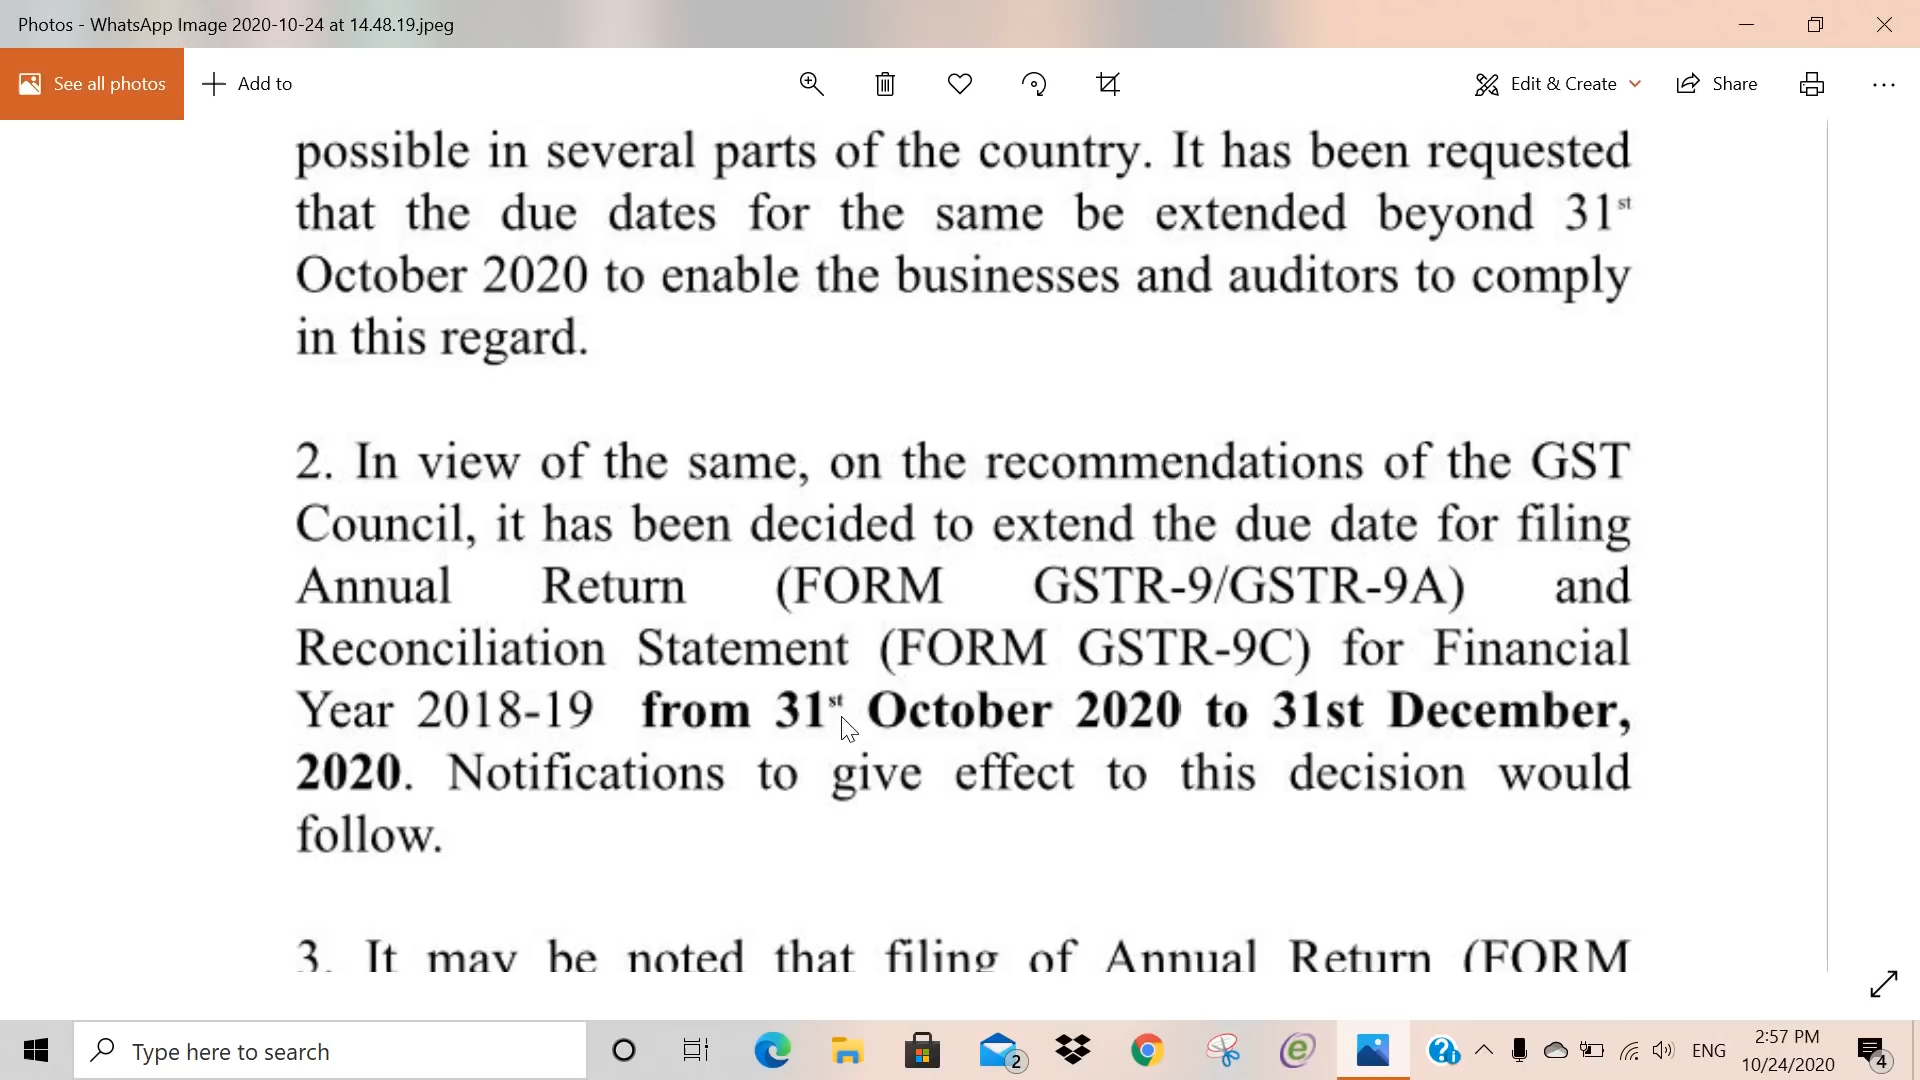 Photos - WhatsApp Image 2020-10-24 at 14.48.19.jpeg
See all photos
Add to
Edit & Create
Share
possible in several parts of the country. It has been requested
that the due dates for the same be extended beyond 31st
October 2020 to enable the businesses and auditors to comply
in this regard.
2. In view of the same, on the recommendations of the GST
Council, it has been decided to extend the due date for filing
Annual Return (FORM GSTR-9/GSTR-9A) and
Reconciliation Statement (FORM GSTR-9C) for Financial
Year 2018-19 from 31st October 2020 to 31st December,
2020. Notifications to give effect to this decision would
follow.
3. It may be noted that filing of Annual Return (FORM
Type here to search
2
ENG
2:57 PM
10/24/2020
4